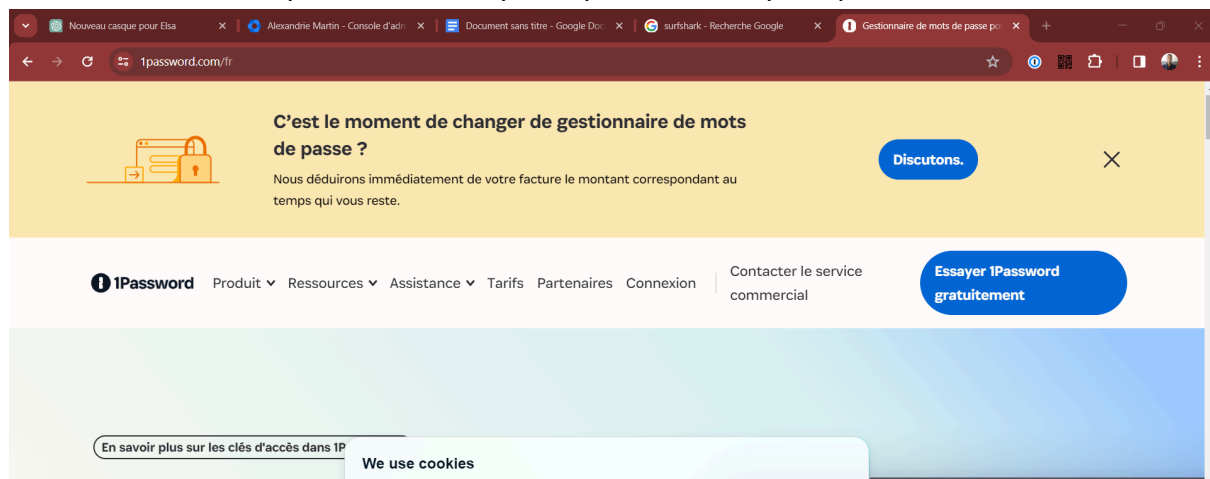 Nouveau casque pour Elsa
Alexandrie Martin - Console d'adn
Document sans titre - Google Doc
surfshark - Recherche Google
Gestionnaire de mots de passe po
1password.com/fr
C'est le moment de changer de gestionnaire de mots
de passe ?
Nous déduirons immédiatement de votre facture le montant correspondant au
temps qui vous reste.
Discutons.
1Password
Produit
Ressources
Assistance
Tarifs
Partenaires
Connexion
Contacter le service
commercial
Essayer 1Password
gratuitement
En savoir plus sur les clés d'accès dans 1P
We use cookies